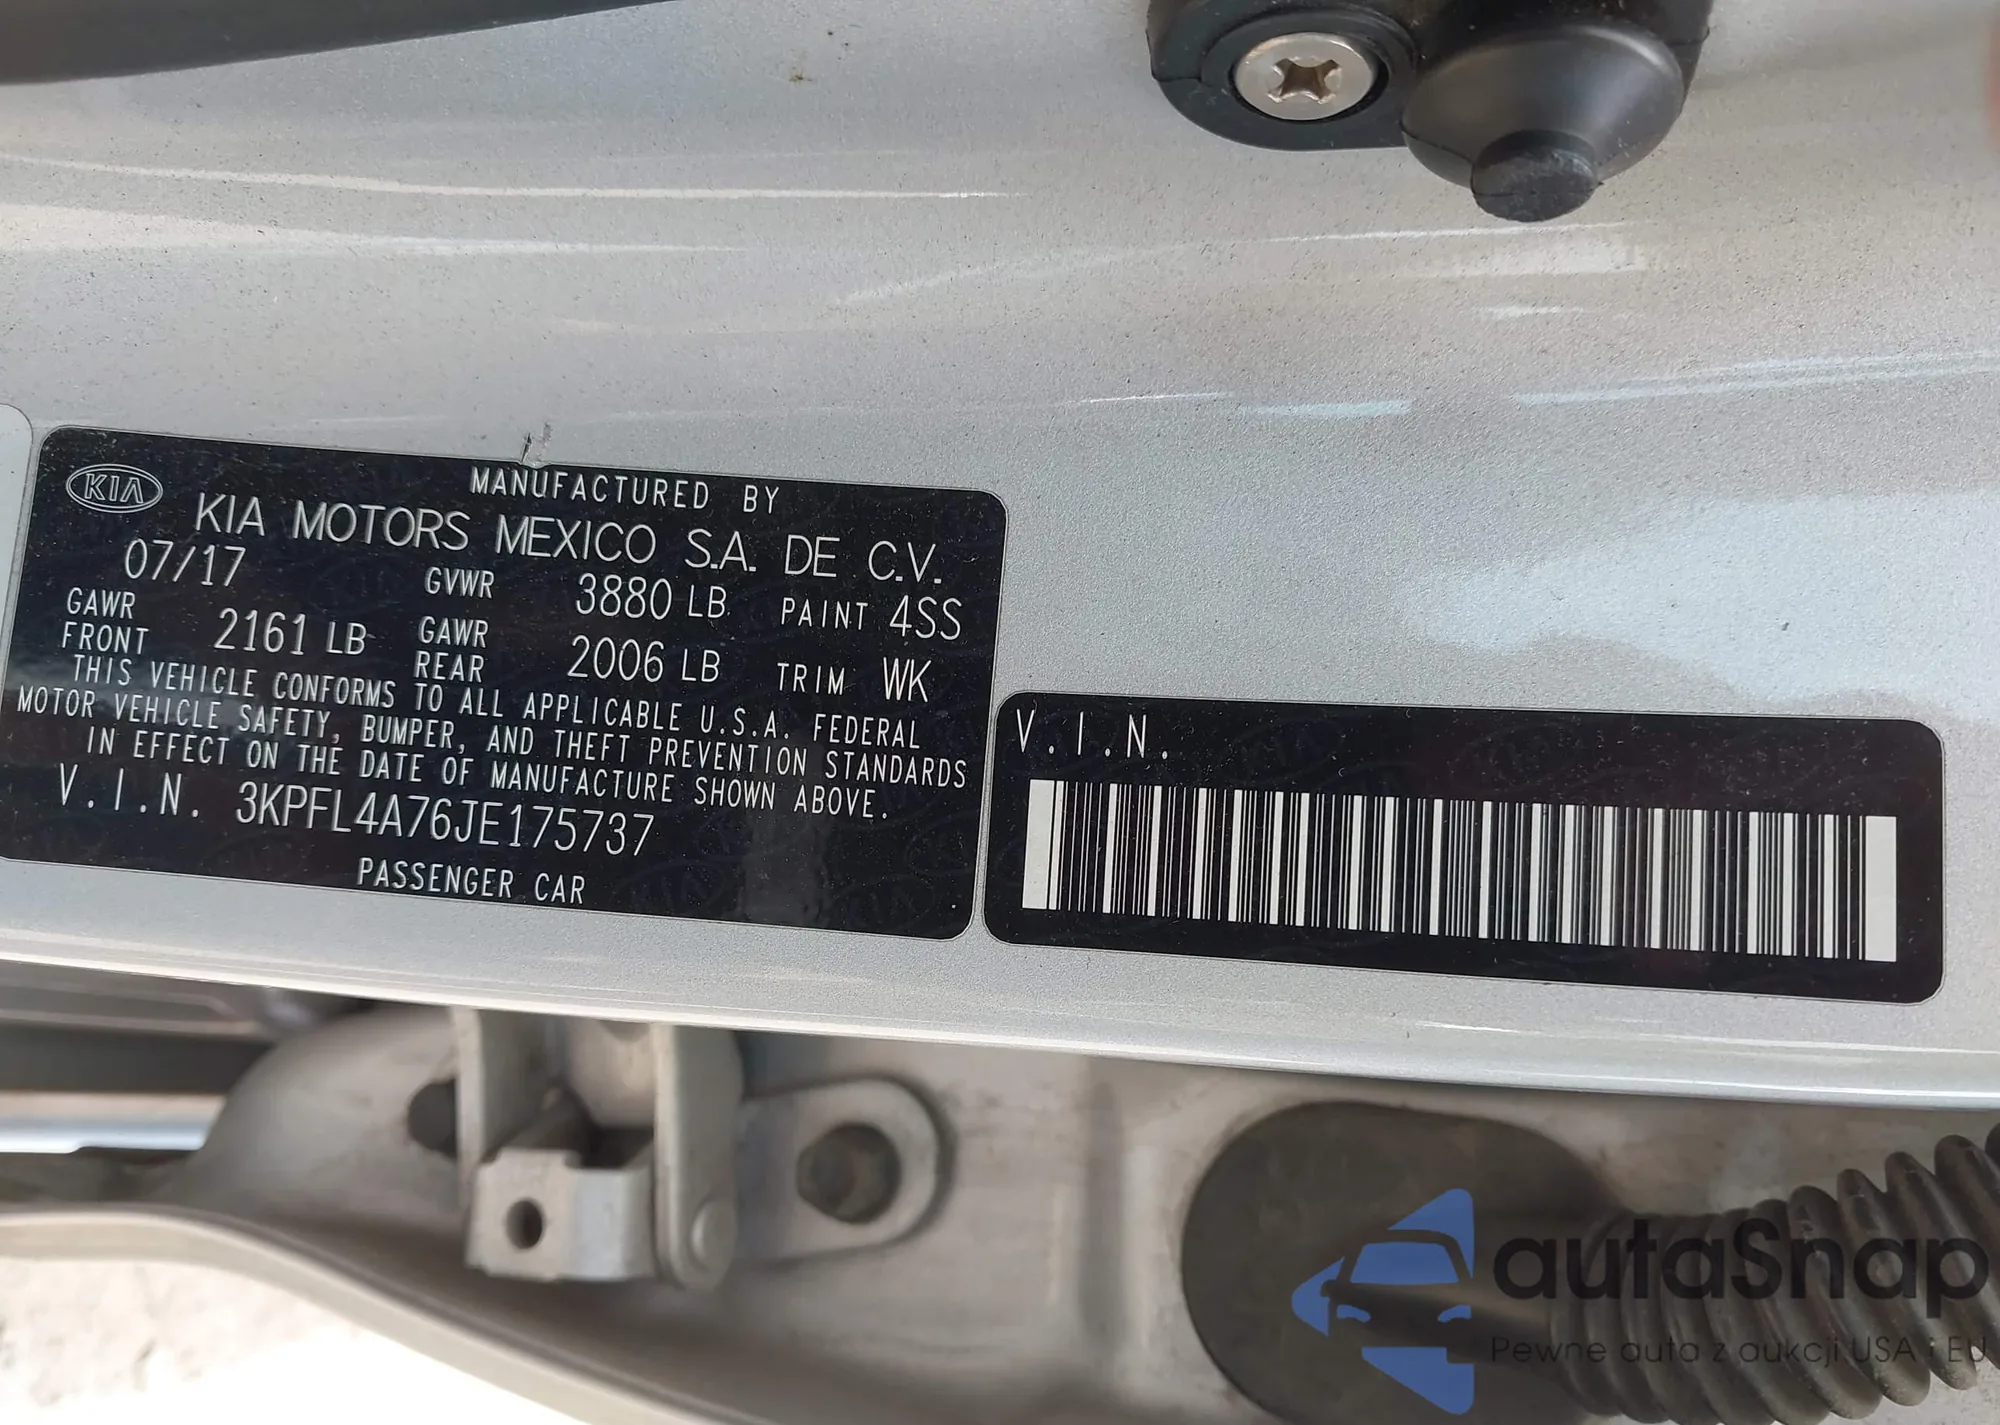 KIA
MANUFACTURED BY
KIA MOTORS MEXICO S.A. DE C.V.
07/17 GVWR 3880 LB PAINT 4SS
GAWR FRONT 2161 LB GAWR REAR 2006 LB TRIM WK
THIS VEHICLE CONFORMS TO ALL APPLICABLE U.S.A. FEDERAL
MOTOR VEHICLE SAFETY, BUMPER, AND THEFT PREVENTION STANDARDS
IN EFFECT ON THE DATE OF MANUFACTURE SHOWN ABOVE.
V.I.N. 3KPFL4A76JE175737
PASSENGER CAR
V.I.N.
autaSnap
Pewne auta z aukcji USA i EU